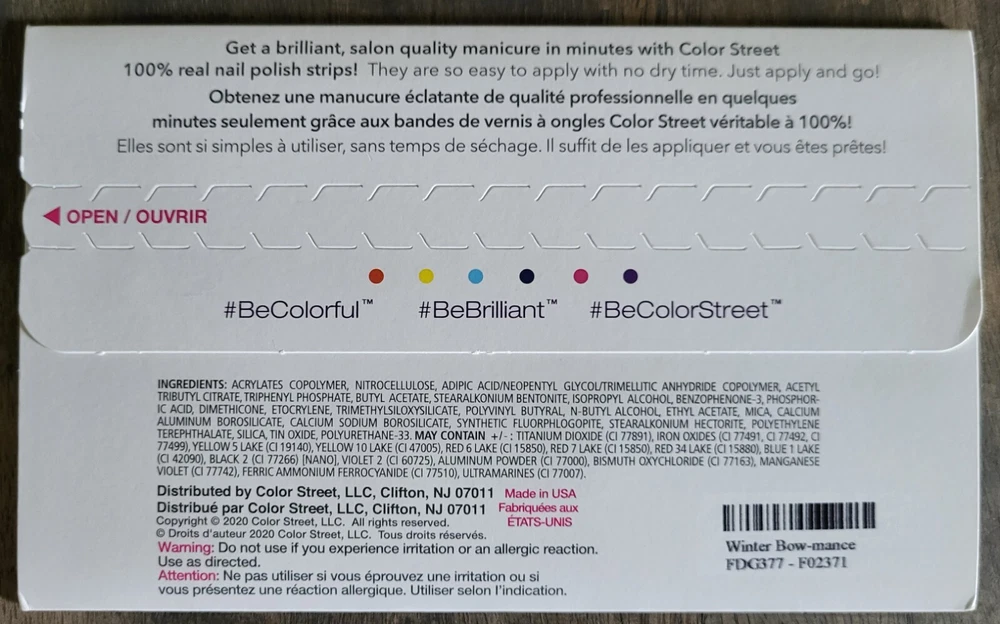 Get a brilliant, salon quality manicure in minutes with Color Street
100% real nail polish strips! They are so easy to apply with no dry time. Just apply and go!
Obtenez une manucure éclatante de qualité professionnelle en quelques
minutes seulement grâce aux bandes de vernis à ongles Color Street véritable à 100%!
Elles sont si simples à utiliser, sans temps de séchage. Il suffit de les appliquer et vous êtes prêtes!
OPEN / OUVRIR
#BeColorful™ #BeBrilliant™ #BeColorStreet™
INGREDIENTS: ACRYLATES COPOLYMER, NITROCELLULOSE, ADIPIC ACID/NEOPENTYL GLYCOL/TRIMELLITIC ANHYDRIDE COPOLYMER, ACETYL
TRIBUTYL CITRATE, TRIPHENYL PHOSPHATE, BUTYL ACETATE, STEARALKONIUM BENTONITE, ISOPROPYL ALCOHOL, BENZOPHENONE-3, PHOSPHOR-
IC ACID, DIMETHICONE, ETOCRYLENE, TRIMETHYLSILOXYSILICATE, POLYVINYL BUTYRAL, N-BUTYL ALCOHOL, ETHYL ACETATE, MICA, CALCIUM
ALUMINUM BOROSILICATE, CALCIUM SODIUM BOROSILICATE, SYNTHETIC FLUORPHLOGOPITE, STEARALKONIUM HECTORITE, POLYETHYLENE
TEREPHTHALATE, SILICA, TIN OXIDE, POLYURETHANE-33. MAY CONTAIN +/- : TITANIUM DIOXIDE (CI 77891), IRON OXIDES (CI 77491, CI 77492, CI
77499), YELLOW 5 LAKE (CI 19140), YELLOW 10 LAKE (CI 47005), RED 6 LAKE (CI 15850), RED 7 LAKE (CI 15850), RED 34 LAKE (CI 15880), BLUE 1 LAKE
(CI 42090), BLACK 2 (CI 77266) [NANO], VIOLET 2 (CI 60725), ALUMINUM POWDER (CI 77000), BISMUTH OXYCHLORIDE (CI 77163), MANGANESE
VIOLET (CI 77742), FERRIC AMMONIUM FERROCYANIDE (CI 77510), ULTRAMARINES (CI 77007).
Distributed by Color Street, LLC, Clifton, NJ 07011 Made in USA
Distribué par Color Street, LLC, Clifton, NJ 07011 Fabriquées aux
ÉTATS-UNIS
Copyright © 2020 Color Street, LLC. All rights reserved.
© Droits d'auteur 2020 Color Street, LLC. Tous droits réservés.
Warning: Do not use if you experience irritation or an allergic reaction.
Use as directed.
Attention: Ne pas utiliser si vous éprouvez une irritation ou si
vous présentez une réaction allergique. Utiliser selon l'indication.
Winter Bow-mance
FDG377 - F02371